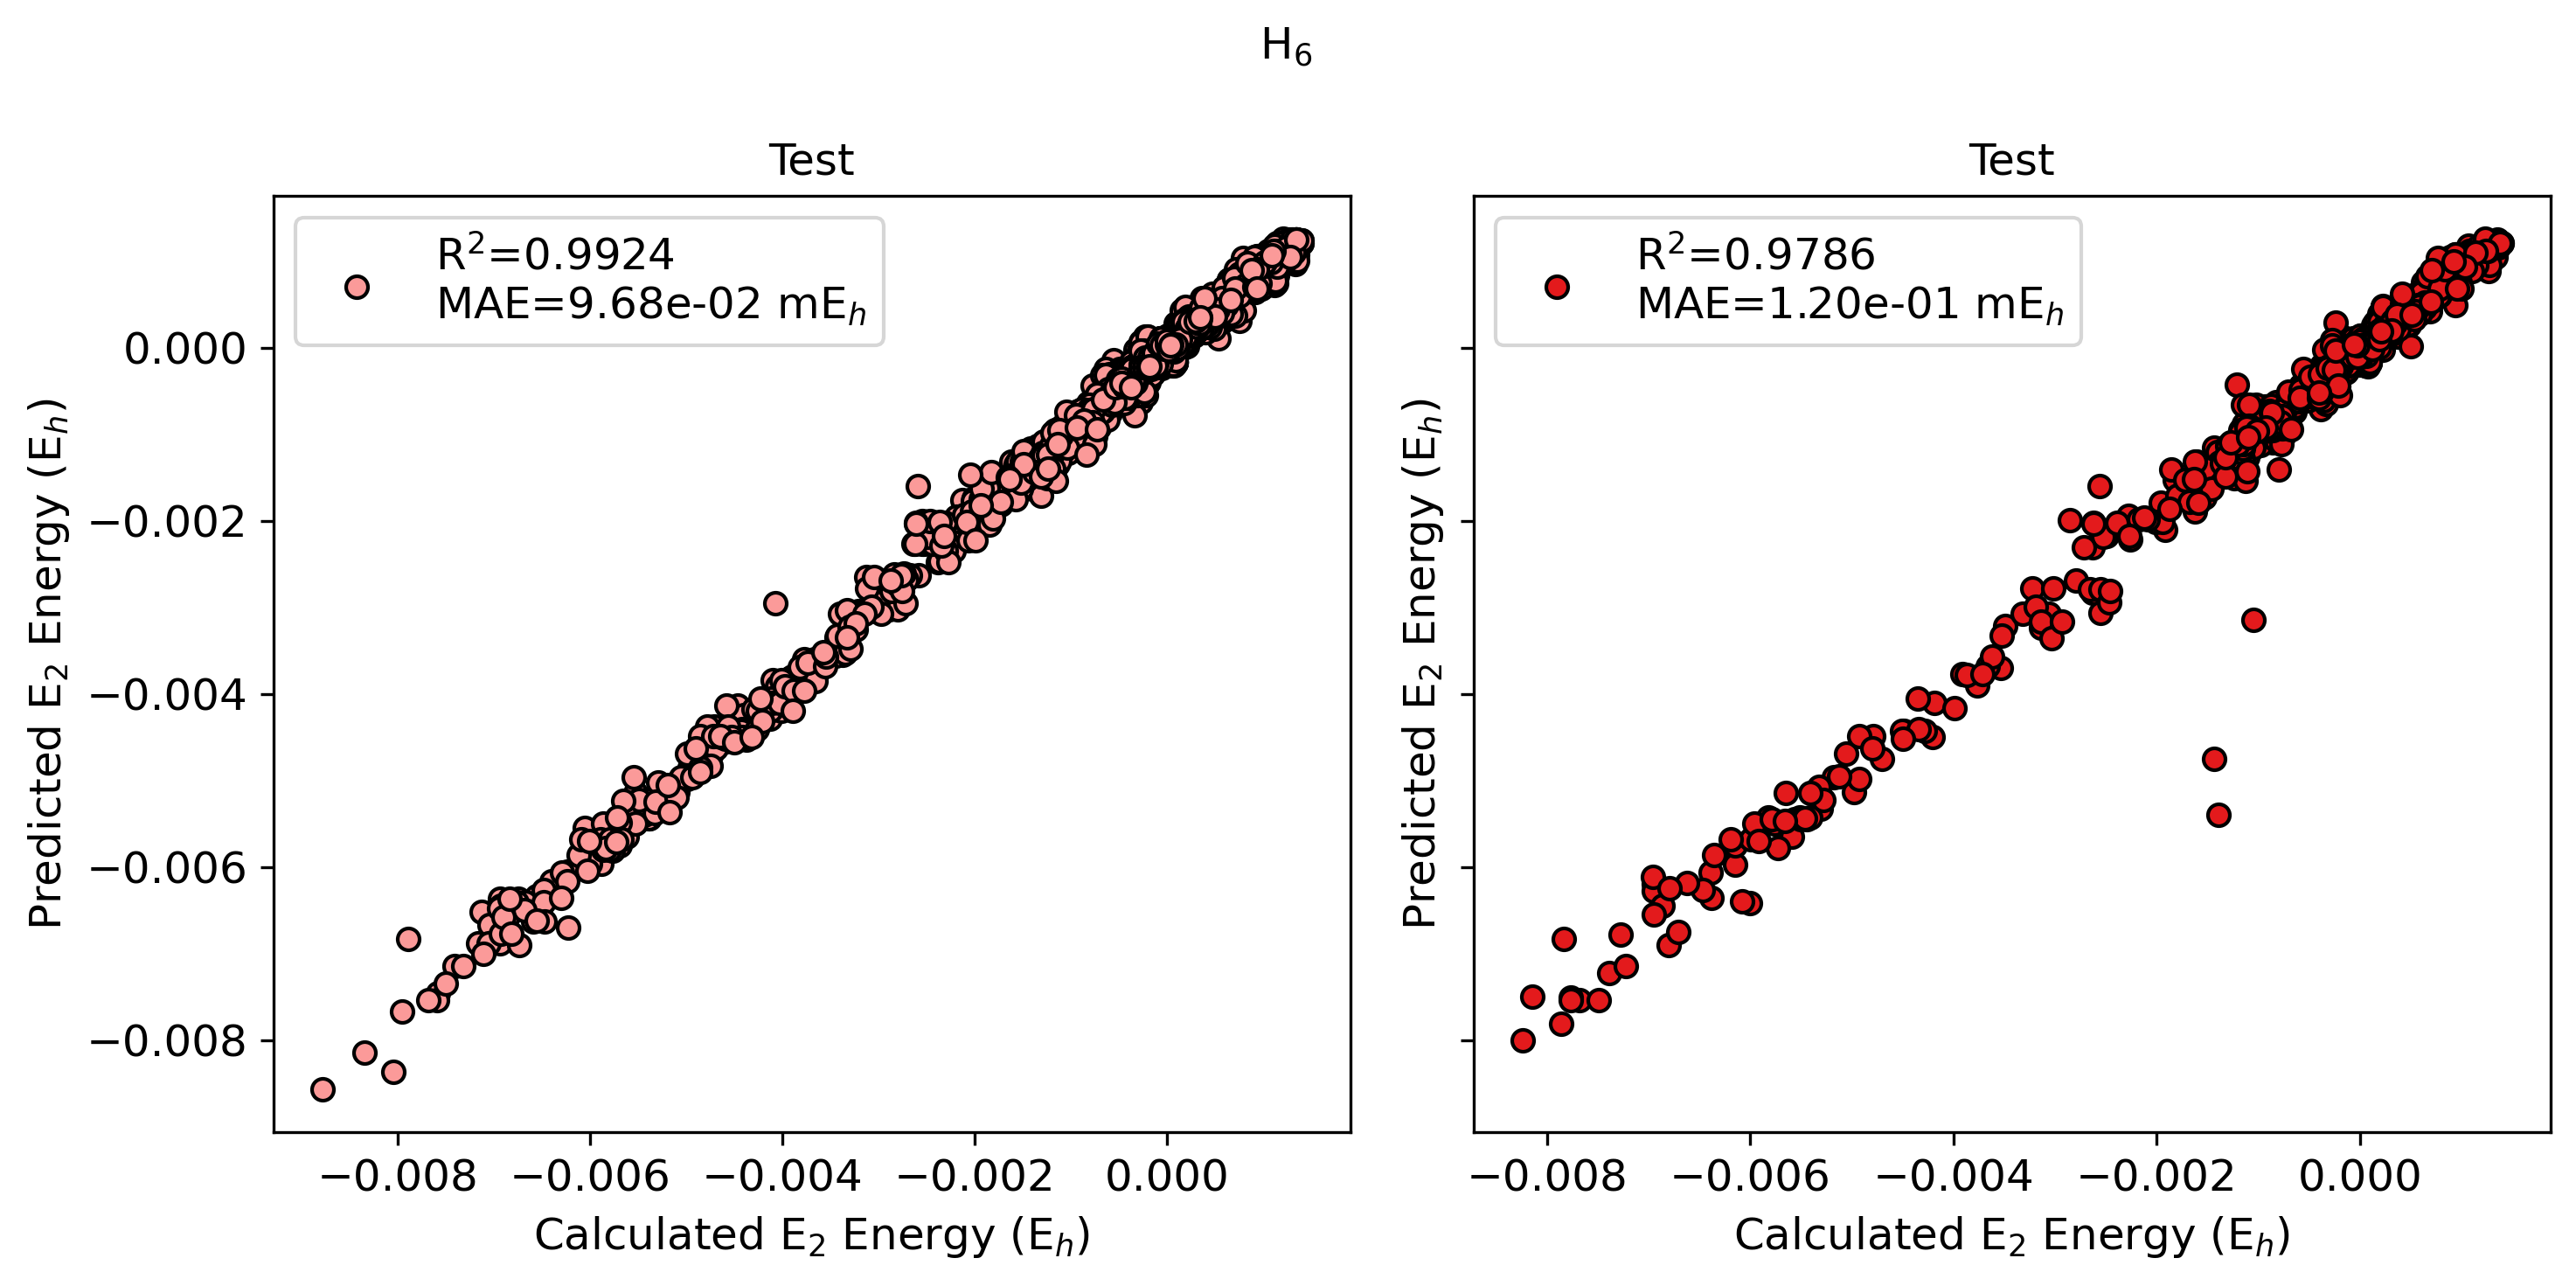 H₆
Test
R²=0.9924
MAE=9.68e-02 mEₕ
0.000
−0.002
−0.004
−0.006
−0.008
Predicted E₂ Energy (Eₕ)
−0.008 −0.006 −0.004 −0.002 0.000
Calculated E₂ Energy (Eₕ)
Test
R²=0.9786
MAE=1.20e-01 mEₕ
Predicted E₂ Energy (Eₕ)
−0.008 −0.006 −0.004 −0.002 0.000
Calculated E₂ Energy (Eₕ)